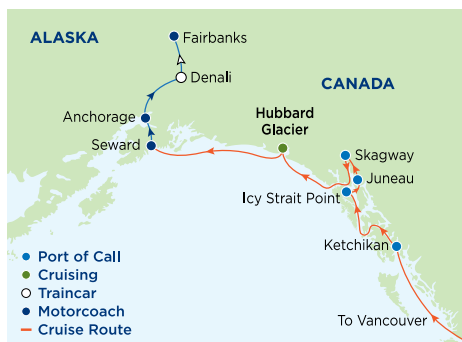 ALASKA
Fairbanks
Denali
CANADA
Anchorage
Hubbard
Glacier
Seward
Skagway
Juneau
Icy Strait Point
Ketchikan
Port of Call
Cruising
Traincar
Motorcoach
Cruise Route
To Vancouver